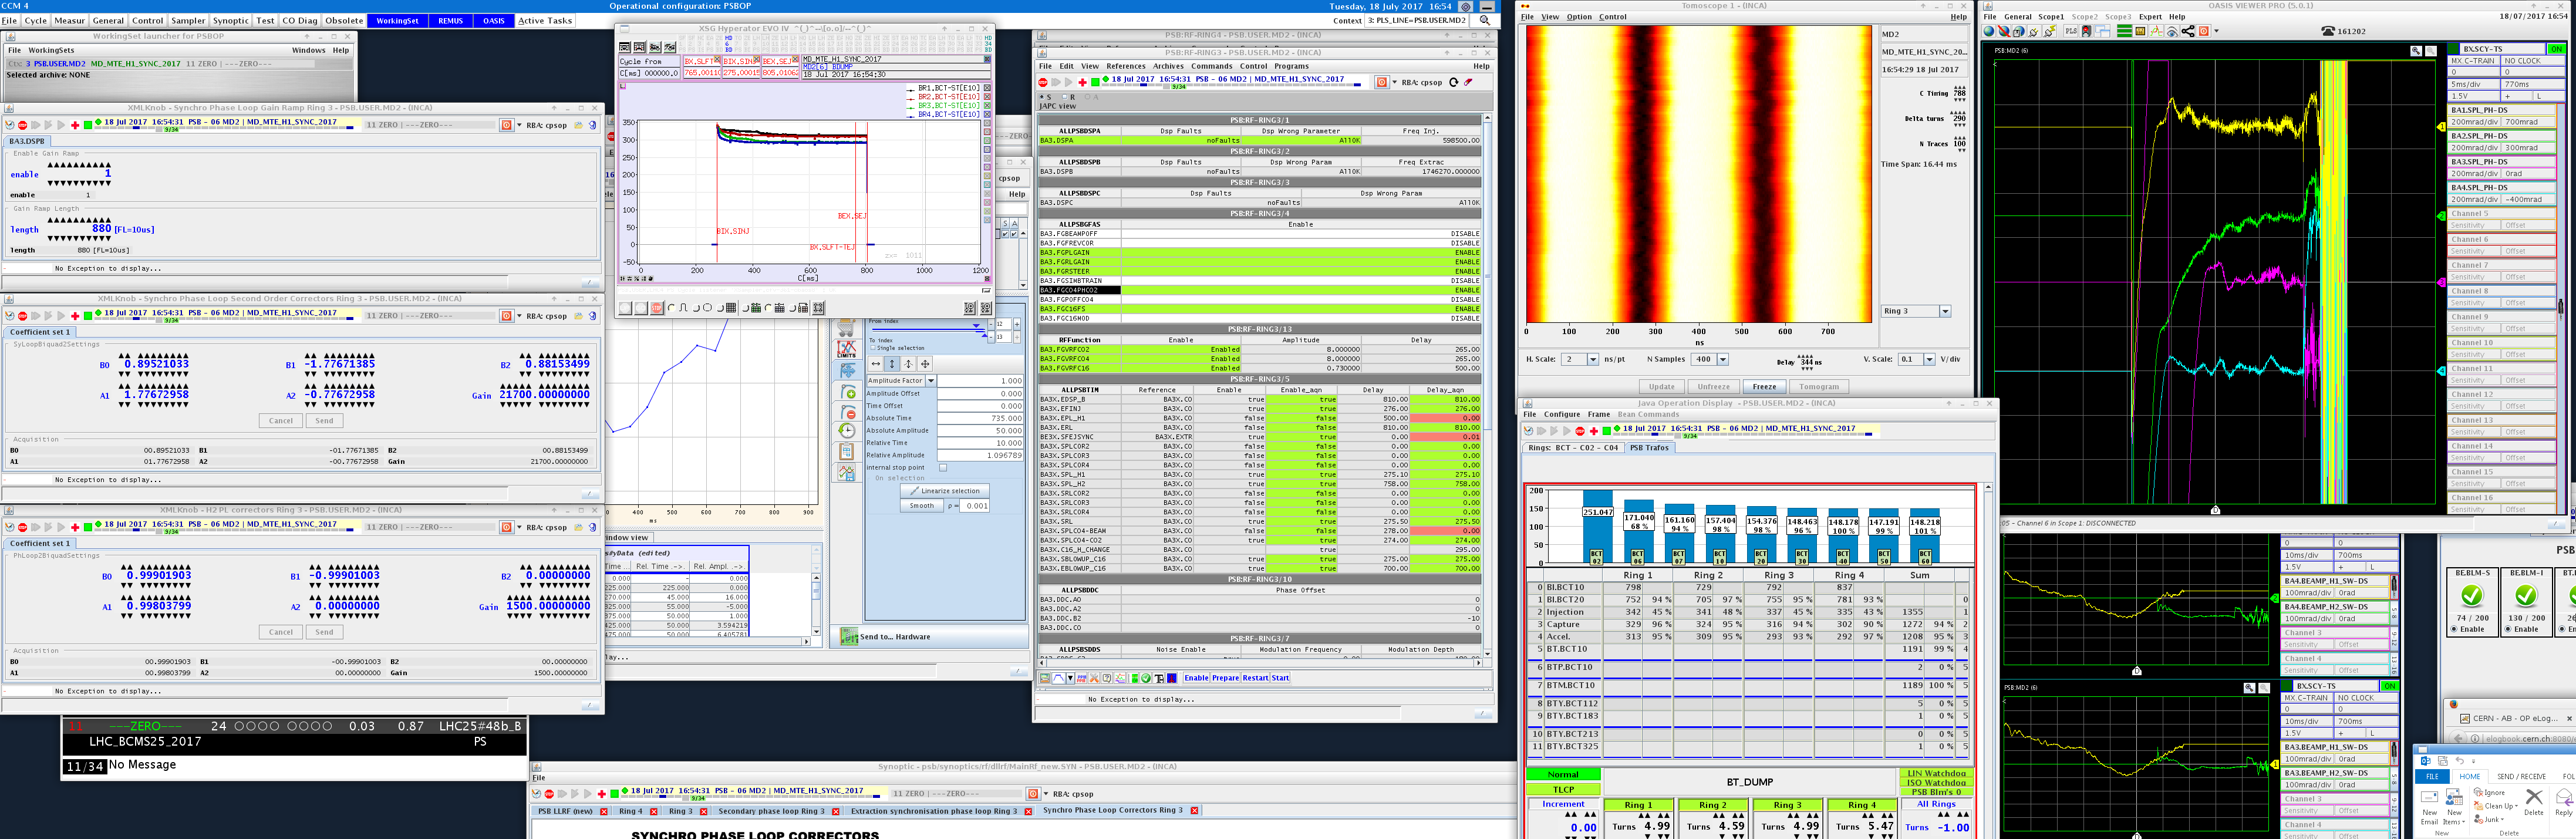 CCM 4
Operational configuration: PSBOP
Tuesday, 18 July 2017 16:54
File Cycle Measur General Control Sampler Synoptic Test CO Diag Obsolete WorkingSet REMUS OASIS Active Tasks
Context 3: PLS_LINE=PSB.USER.MD2
WorkingSet launcher for PSBOP
File WorkingSets Windows Help
Ctx: 3 PSB.USER.MD2 MD_MTE_H1_SYNC_2017 11 ZERO | ---ZERO---
Selected archive: NONE
XMLKnob - Synchro Phase Loop Gain Ramp Ring 3 - PSB.USER.MD2 - (INCA)
18 Jul 2017 16:54:31 PSB - 06 MD2 | MD_MTE_H1_SYNC_2017 11 ZERO | ---ZERO--- RBA: cpsop
9/34
BA3.DSPB
Enable Gain Ramp
enable 1
enable 1
Gain Ramp Length
length 880 [FL=10us]
length 880 [FL=10us]
No Exception to display...
XMLKnob - Synchro Phase Loop Second Order Correctors Ring 3 - PSB.USER.MD2 - (INCA)
18 Jul 2017 16:54:31 PSB - 06 MD2 | MD_MTE_H1_SYNC_2017 11 ZERO | ---ZERO--- RBA: cpsop
9/34
Coefficient set 1
SyLoopBiquad2Settings
B0 0.89521033 B1 -1.77671385 B2 0.88153499
A1 1.77672958 A2 -0.77672958 Gain 21700.00000000
Cancel Send
Acquisition
B0 00.89521033 B1 -01.77671385 B2 00.88153499
A1 01.77672958 A2 -00.77672958 Gain 21700.00000000
No Exception to display...
XMLKnob - H2 PL correctors Ring 3 - PSB.USER.MD2 - (INCA)
18 Jul 2017 16:54:31 PSB - 06 MD2 | MD_MTE_H1_SYNC_2017 11 ZERO | ---ZERO--- RBA: cpsop
9/34
Coefficient set 1
PhLoop2BiquadSettings
B0 0.99901903 B1 -0.99901003 B2 0.00000000
A1 0.99803799 A2 0.00000000 Gain 1500.00000000
Cancel Send
Acquisition
B0 00.99901903 B1 -00.99901003 B2 00.00000000
A1 00.99803799 A2 00.00000000 Gain 1500.00000000
No Exception to display...
11 ---ZERO--- 24 0.03 0.87 LHC25#48b_B
LHC_BCMS25_2017 PS
11/34 No Message
XSG Hyperator EVO IV
Cycle from BX.SLFT BIX.SIN BEX.SEJ MD_MTE_H1_SYNC_2017
MD2[6] BDUMP
C[ms] 000000.0 765.0011 275.0001 805.0106 18 Jul 2017 16:54:30
BR1.BCT-ST[E10]
BR2.BCT-ST[E10]
BR3.BCT-ST[E10]
BR4.BCT-ST[E10]
350
300
250
200
150
100
50
0
-50
BEX.SEJ
BIX.SINJ
BX.SLFT-TEJ
0 200 400 600 800 1000 1200
C[ms]
From index 12
To index 13
Single selection
Amplitude Factor 1.000
Amplitude Offset 0.000
Time Offset 0.000
Absolute Time 735.000
Absolute Amplitude 50.000
Relative Time 10.000
Relative Amplitude 1.096789
internal stop point
On selection
Linearize selection
Smooth ρ = 0.001
400 500 600 700 800 900
ms
Send to... Hardware
PSB:RF-RING4 - PSB.USER.MD2 - (INCA)
PSB:RF-RING3 - PSB.USER.MD2 - (INCA)
File Edit View References Archives Commands Control Programs Help
18 Jul 2017 16:54:31 PSB - 06 MD2 | MD_MTE_H1_SYNC_2017 RBA: cpsop
9/34
JAPC view
PSB:RF-RING3/1
ALLPSBDSPA Dsp Faults Dsp Wrong Parameter Freq Inj.
BA3.DSPA noFaults AllOK 598500.00
PSB:RF-RING3/2
ALLPSBDSPB Dsp Faults Dsp Wrong Param Freq Extrac
BA3.DSPB noFaults AllOK 1746270.000000
PSB:RF-RING3/3
ALLPSBDSPC Dsp Faults Dsp Wrong Param
BA3.DSPC noFaults AllOK
PSB:RF-RING3/4
ALLPSBGFAS Enable
BA3.FGBEAMPOFF DISABLE
BA3.FGFREVCOR DISABLE
BA3.FGPLGAIN ENABLE
BA3.FGRLGAIN ENABLE
BA3.FGRSTEER ENABLE
BA3.FGSIMBTRAIN DISABLE
BA3.FGCO4PHCO2 ENABLE
BA3.FGPOFFCO4 DISABLE
BA3.FGC16FS ENABLE
BA3.FGC16MOD DISABLE
PSB:RF-RING3/13
RFFunction Enable Amplitude Delay
BA3.FGVRFCO2 Enabled 8.000000 265.00
BA3.FGVRFCO4 Enabled 8.000000 265.00
BA3.FGVRFC16 Enabled 0.730000 500.00
PSB:RF-RING3/5
ALLPSBTIM Reference Enable Enable_aqn Delay Delay_aqn
BA3X.EDSP_B BA3X.CO true true 810.00 810.00
BA3X.EFINJ BA3X.CO true true 276.00 276.00
BA3X.EPL_H1 BA3X.CO false false 500.00 0.00
BA3X.ERL BA3X.CO true true 810.00 810.00
BEX.SFEJSYNC BA3X.EXTR false false 0.00 0.01
BA3X.SPLCOR2 BA3X.CO false false 0.00 0.00
BA3X.SPLCOR3 BA3X.CO false false 0.00 0.00
BA3X.SPLCOR4 BA3X.CO false false 0.00 0.00
BA3X.SPL_H1 BA3X.CO true true 275.10 275.10
BA3X.SPL_H2 BA3X.CO true true 758.00 758.00
BA3X.SRLCOR2 BA3X.CO false false 0.00 0.00
BA3X.SRLCOR3 BA3X.CO false false 0.00 0.00
BA3X.SRLCOR4 BA3X.CO false false 0.00 0.00
BA3X.SRL BA3X.CO true true 275.50 275.50
BA3X.SPLCO4-BEAM BA3X.CO false false 278.00 0.00
BA3X.SPLCO4-CO2 BA3X.CO true true 274.00 274.00
BA3X.C16_H_CHANGE BA3X.CO true 295.00
BA3X.SBLOWUP_C16 BA3X.CO true true 275.00 275.00
BA3X.EBLOWUP_C16 BA3X.CO true true 700.00 700.00
PSB:RF-RING3/10
ALLPSBDDC Phase Offset
BA3.DDC.AO 0
BA3.DDC.A2 0
BA3.DDC.B2 -10
BA3.DDC.CO 0
PSB:RF-RING3/7
ALLPSBSDDS Noise Enable Modulation Frequency Modulation Depth
Enable Prepare Restart Start
No Exception to display...
Synoptic - psb/synoptics/rf/dllrf/MainRf_new.SYN - PSB.USER.MD2 - (INCA)
File
18 Jul 2017 16:54:31 PSB - 06 MD2 | MD_MTE_H1_SYNC_2017 11 ZERO | ---ZERO--- RBA: cpsop
PSB LLRF (new) Ring 4 Ring 3 Secondary phase loop Ring 3 Extraction synchronisation phase loop Ring 3 Synchro Phase Loop Correctors Ring 3
SYNCHRO PHASE LOOP CORRECTORS
Tomoscope 1 - (INCA)
File View Option Control Help
MD2
MD_MTE_H1_SYNC_20...
16:54:29 18 Jul 2017
C Timing 788
Delta turns 290
N Traces 100
Time Span: 16.44 ms
Ring 3
0 100 200 300 400 500 600 700
ns
H. Scale: 2 ns/pt N Samples 400 Delay 344 ns V. Scale: 0.1 V/div
Update Unfreeze Freeze Tomogram
Java Operation Display - PSB.USER.MD2 - (INCA)
File Configure Frame Bean Commands
18 Jul 2017 16:54:31 PSB - 06 MD2 | MD_MTE_H1_SYNC_2017
9/34
Rings: BCT - C02 - C04 PSB Trafos
200
150
100
50
0
251.047 171.040 68 % 161.160 94 % 157.404 98 % 154.376 98 % 148.463 96 % 148.178 100 % 147.191 99 % 148.218 101 %
BCT 02 BCT 06 BCT 07 BCT 10 BCT 20 BCT 30 BCT 40 BCT 50 BCT 60
Ring 1 Ring 2 Ring 3 Ring 4 Sum
0 BI.BCT10 798 729 792 837
1 BI.BCT20 752 94 % 705 97 % 755 95 % 781 93 % 0
2 Injection 342 45 % 341 48 % 337 45 % 335 43 % 1355 1
3 Capture 329 96 % 324 95 % 316 94 % 302 90 % 1272 94 % 2
4 Accel. 313 95 % 309 95 % 293 93 % 292 97 % 1208 95 % 3
5 BT.BCT10 1191 99 % 4
6 BTP.BCT10 2 0 % 5
7 BTM.BCT10 1189 100 % 5
8 BTY.BCT112 5 0 % 5
9 BTY.BCT183 1 0 % 5
10 BTY.BCT213 0 0 % 5
11 BTY.BCT325 1 0 % 5
Normal
TLCP
BT_DUMP
LIN Watchdog
ISO Watchdog
PSB Blm's 0
Increment Ring 1 Ring 2 Ring 3 Ring 4 All Rings
0.00 Turns 4.99 Turns 4.59 Turns 4.99 Turns 5.47 Turns -1.00
OASIS VIEWER PRO (5.0.1)
File General Scope1 Scope2 Scope3 Expert Help
18/07/2017 16:54
161202
PSB:MD2 (6)
BX.SCY-TS ON
MX.C-TRAIN NO CLOCK
0 0
5ms/div 770ms
1.5V + L
BA1.SPL_PH-DS
200mrad/div 700mrad
BA2.SPL_PH-DS
200mrad/div 300mrad
BA3.SPL_PH-DS
200mrad/div 0rad
BA4.SPL_PH-DS
200mrad/div -400mrad
Channel 5
Sensitivity Offset
Channel 6
Sensitivity Offset
Channel 7
Sensitivity Offset
Channel 8
Sensitivity Offset
Channel 9
Sensitivity Offset
Channel 10
Sensitivity Offset
Channel 11
Sensitivity Offset
Channel 12
Sensitivity Offset
Channel 13
Sensitivity Offset
Channel 14
Sensitivity Offset
Channel 15
Sensitivity Offset
Channel 16
Sensitivity Offset
05 - Channel 6 in Scope 1: DISCONNECTED
0 0
10ms/div 700ms
1.5V + L
BA4.BEAMP_H1_SW-DS
100mrad/div 0rad
BA4.BEAMP_H2_SW-DS
100mrad/div 0rad
Channel 3
Sensitivity Offset
Channel 4
Sensitivity Offset
PSB:MD2 (6)
BX.SCY-TS ON
MX.C-TRAIN NO CLOCK
0 0
10ms/div 700ms
1.5V + L
BA3.BEAMP_H1_SW-DS
100mrad/div 0rad
BA3.BEAMP_H2_SW-DS
100mrad/div 0rad
Channel 3
Sensitivity Offset
Channel 4
Sensitivity Offset
PSB
BE.BLM-S BE.BLM-I
74 / 200 130 / 200
Enable Enable
CERN - AB - OP eLog...
elogbook.cern.ch:8080/e
FILE HOME SEND / RECEIVE FOL
New Email New Items Ignore Clean Up Junk Delete
New Delete